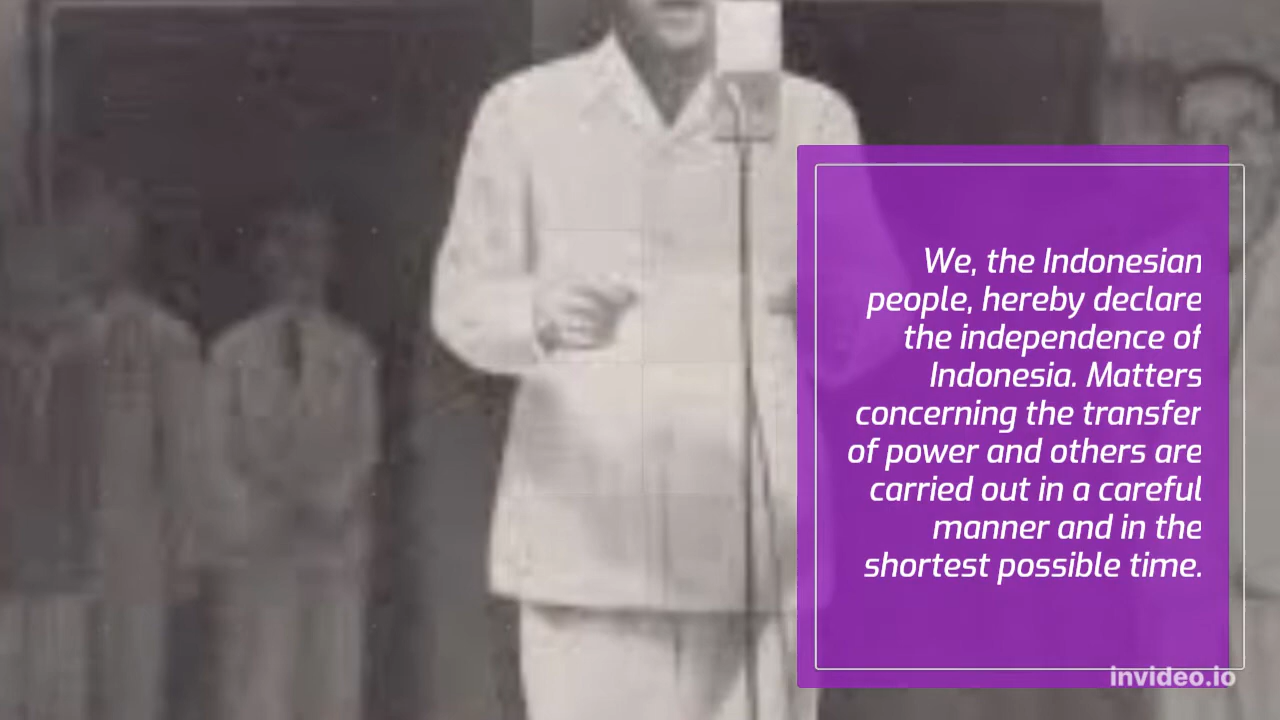 We, the Indonesian
people, hereby declare
the independence of
Indonesia. Matters
concerning the transfer
of power and others are
carried out in a careful
manner and in the
shortest possible time.
invideo.io